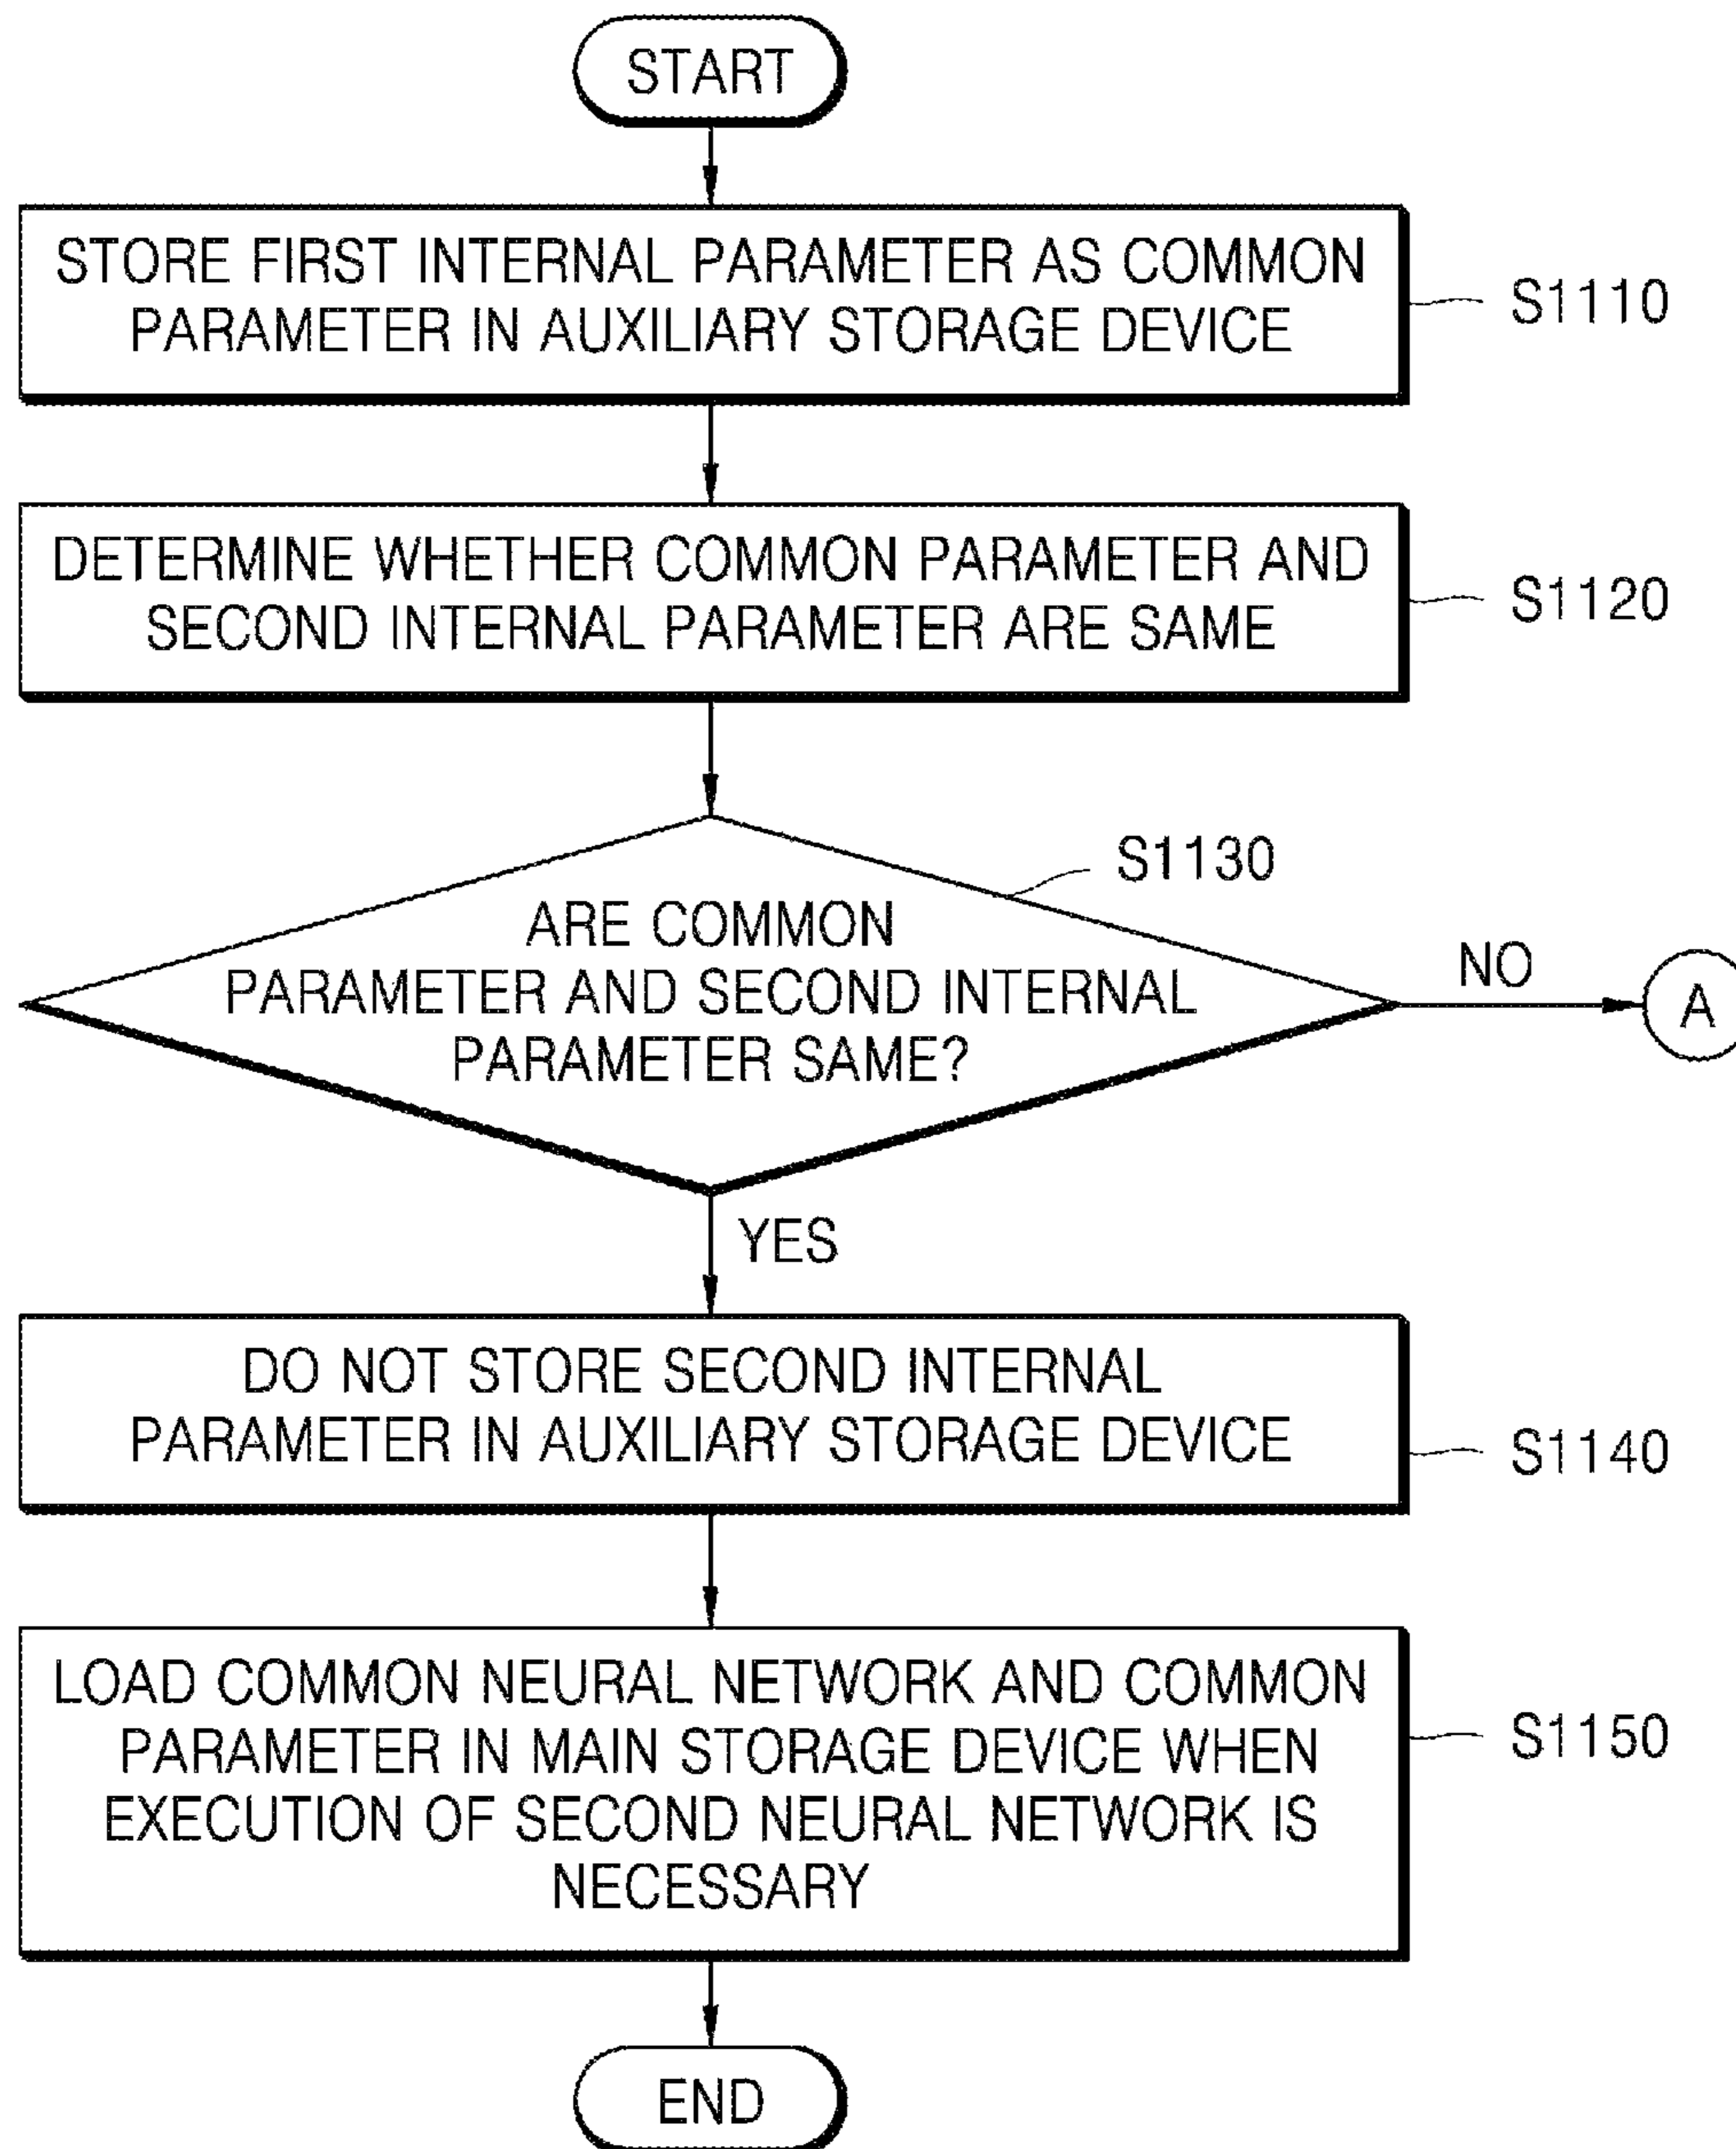 START
STORE FIRST INTERNAL PARAMETER AS COMMON
PARAMETER IN AUXILIARY STORAGE DEVICE
S1110
DETERMINE WHETHER COMMON PARAMETER AND
SECOND INTERNAL PARAMETER ARE SAME
S1120
S1130
ARE COMMON
PARAMETER AND SECOND INTERNAL
PARAMETER SAME?
NO
A
YES
DO NOT STORE SECOND INTERNAL
PARAMETER IN AUXILIARY STORAGE DEVICE
S1140
LOAD COMMON NEURAL NETWORK AND COMMON
PARAMETER IN MAIN STORAGE DEVICE WHEN
EXECUTION OF SECOND NEURAL NETWORK IS
NECESSARY
S1150
END